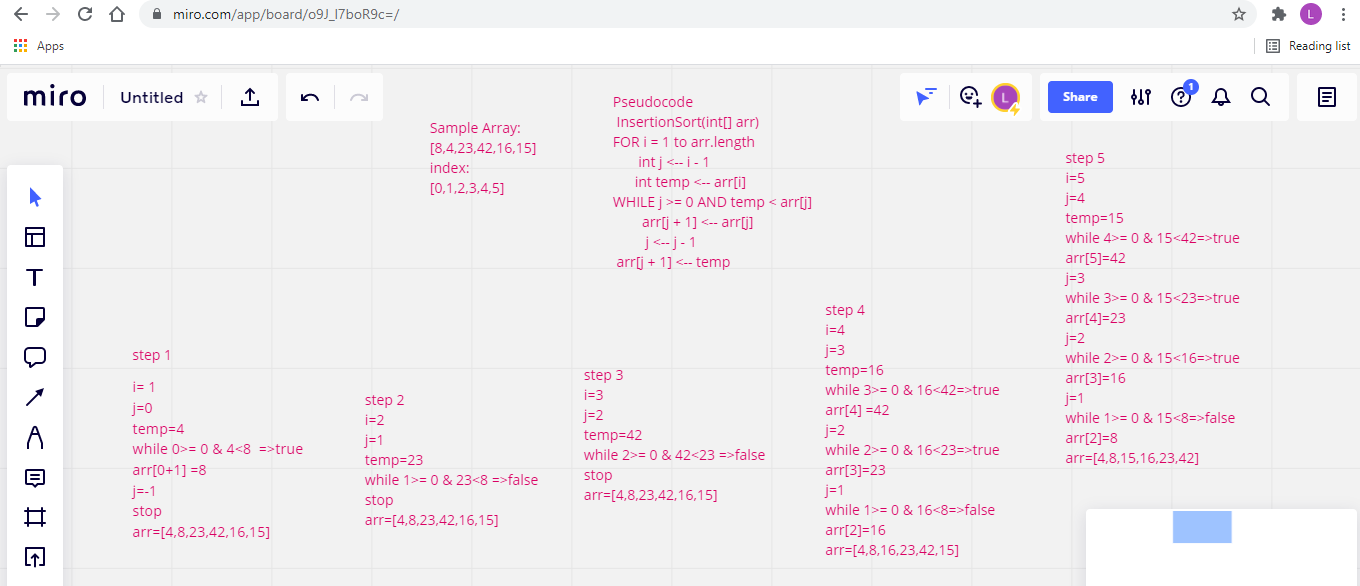 miro.com/app/board/o9J_l7boR9c=/
L
Apps
Reading list
miro
Untitled
L
Share
1
Sample Array:
[8,4,23,42,16,15]
index:
[0,1,2,3,4,5]
Pseudocode
InsertionSort(int[] arr)
FOR i = 1 to arr.length
int j <-- i - 1
int temp <-- arr[i]
WHILE j >= 0 AND temp < arr[j]
arr[j + 1] <-- arr[j]
j <-- j - 1
arr[j + 1] <-- temp
step 1
i= 1
j=0
temp=4
while 0>= 0 & 4<8  =>true
arr[0+1] =8
j=-1
stop
arr=[4,8,23,42,16,15]
step 2
i=2
j=1
temp=23
while 1>= 0 & 23<8 =>false
stop
arr=[4,8,23,42,16,15]
step 3
i=3
j=2
temp=42
while 2>= 0 & 42<23 =>false
stop
arr=[4,8,23,42,16,15]
step 4
i=4
j=3
temp=16
while 3>= 0 & 16<42=>true
arr[4] =42
j=2
while 2>= 0 & 16<23=>true
arr[3]=23
j=1
while 1>= 0 & 16<8=>false
arr[2]=16
arr=[4,8,16,23,42,15]
step 5
i=5
j=4
temp=15
while 4>= 0 & 15<42=>true
arr[5]=42
j=3
while 3>= 0 & 15<23=>true
arr[4]=23
j=2
while 2>= 0 & 15<16=>true
arr[3]=16
j=1
while 1>= 0 & 15<8=>false
arr[2]=8
arr=[4,8,15,16,23,42]